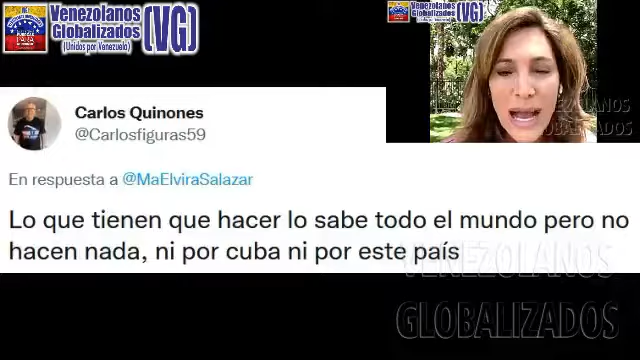 Venezolanos
Globalizados
(VG)
(Unidos por Venezuela)
Venezolanos
Globalizados
(VG)
Carlos Quinones
@Carlosfiguras59
En respuesta a @MaElviraSalazar
Lo que tienen que hacer lo sabe todo el mundo pero no
hacen nada, ni por cuba ni por este país
VENEZOLANOS
GLOBALIZADOS
VENEZOLANOS
GLOBALIZADOS